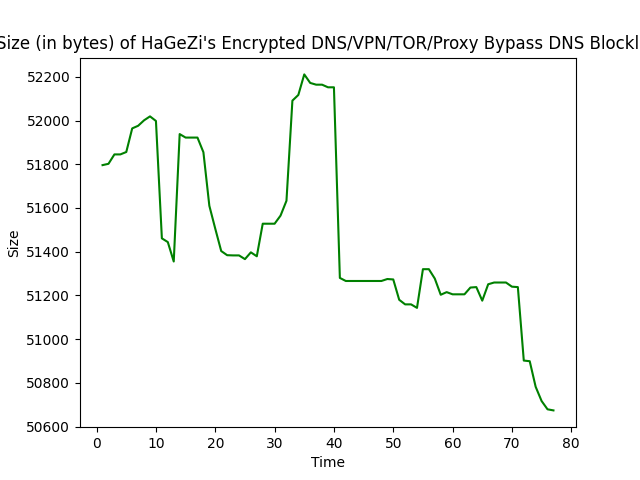 Size (in bytes) of HaGeZi's Encrypted DNS/VPN/TOR/Proxy Bypass DNS Blockl
52200
52000
51800
51600
51400
51200
51000
50800
50600
Size
0 10 20 30 40 50 60 70 80
Time